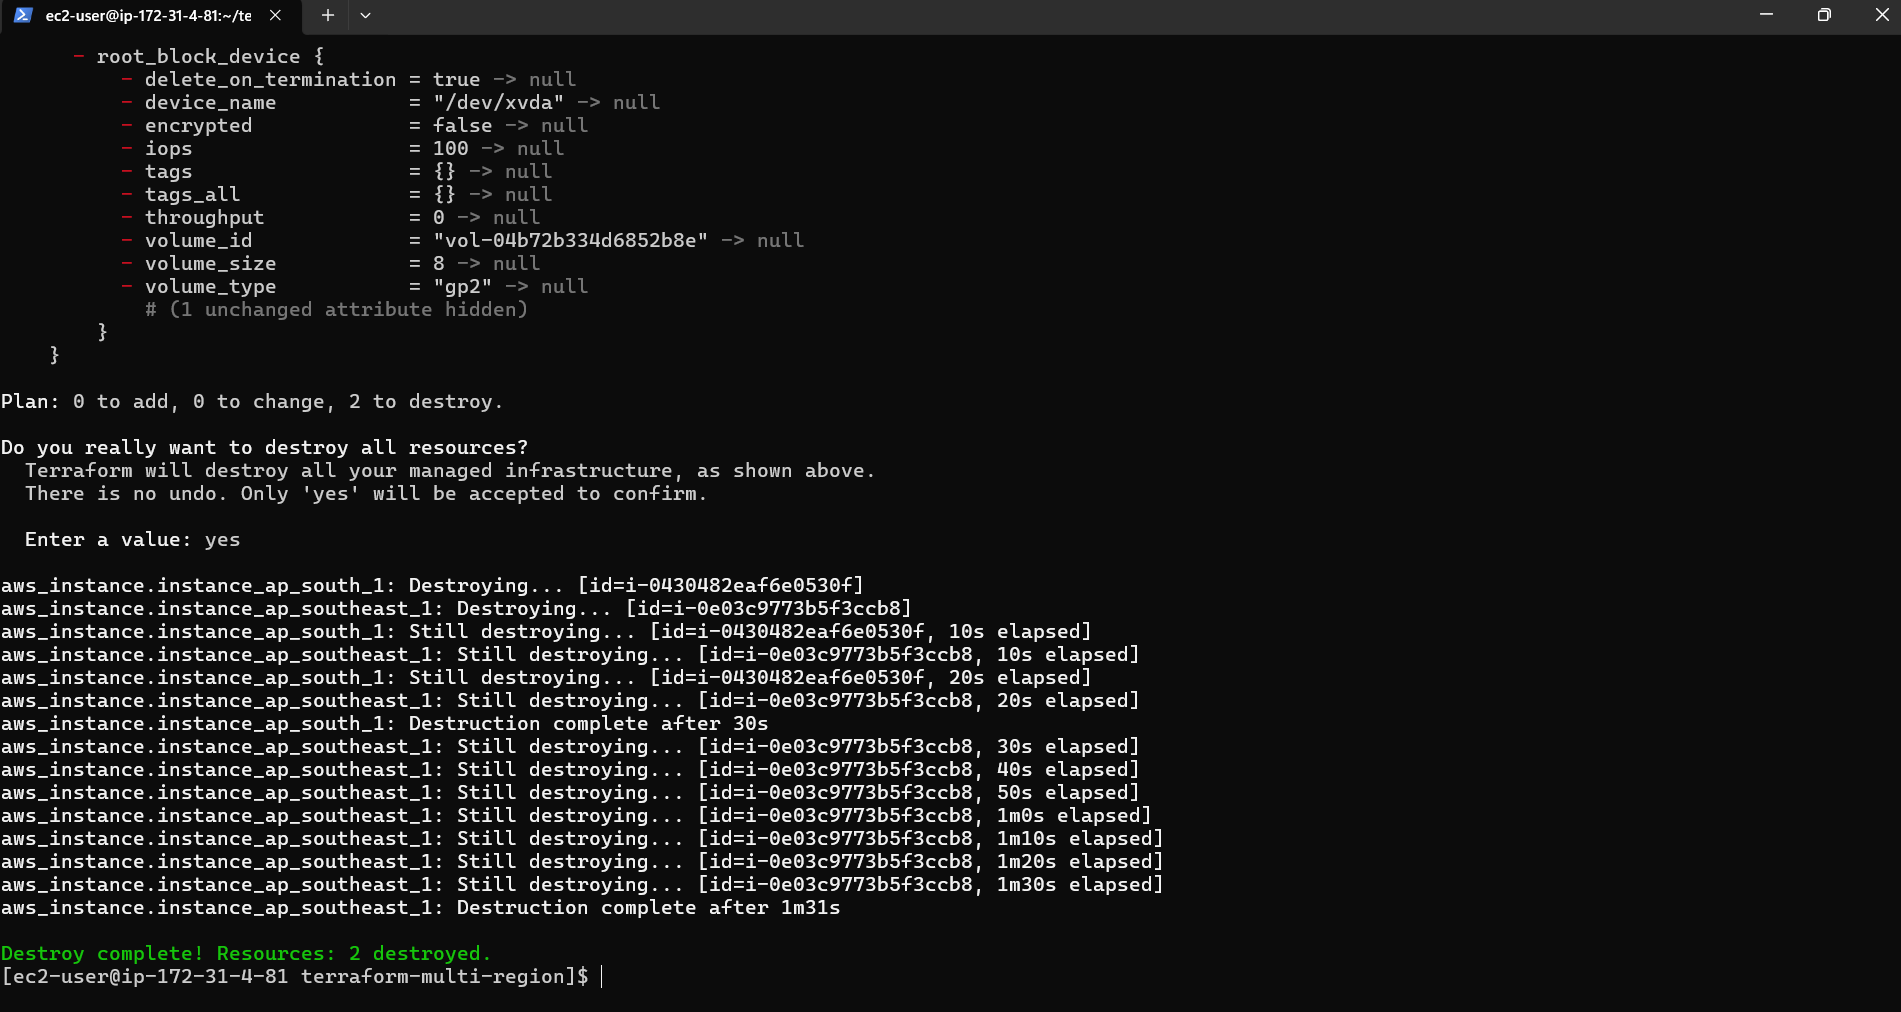 ec2-user@ip-172-31-4-81:~/te
- root_block_device {
- delete_on_termination = true -> null
- device_name = "/dev/xvda" -> null
- encrypted = false -> null
- iops = 100 -> null
- tags = {} -> null
- tags_all = {} -> null
- throughput = 0 -> null
- volume_id = "vol-04b72b334d6852b8e" -> null
- volume_size = 8 -> null
- volume_type = "gp2" -> null
# (1 unchanged attribute hidden)
}
}
Plan: 0 to add, 0 to change, 2 to destroy.
Do you really want to destroy all resources?
Terraform will destroy all your managed infrastructure, as shown above.
There is no undo. Only 'yes' will be accepted to confirm.
Enter a value: yes
aws_instance.instance_ap_south_1: Destroying... [id=i-0430482eaf6e0530f]
aws_instance.instance_ap_southeast_1: Destroying... [id=i-0e03c9773b5f3ccb8]
aws_instance.instance_ap_south_1: Still destroying... [id=i-0430482eaf6e0530f, 10s elapsed]
aws_instance.instance_ap_southeast_1: Still destroying... [id=i-0e03c9773b5f3ccb8, 10s elapsed]
aws_instance.instance_ap_south_1: Still destroying... [id=i-0430482eaf6e0530f, 20s elapsed]
aws_instance.instance_ap_southeast_1: Still destroying... [id=i-0e03c9773b5f3ccb8, 20s elapsed]
aws_instance.instance_ap_south_1: Destruction complete after 30s
aws_instance.instance_ap_southeast_1: Still destroying... [id=i-0e03c9773b5f3ccb8, 30s elapsed]
aws_instance.instance_ap_southeast_1: Still destroying... [id=i-0e03c9773b5f3ccb8, 40s elapsed]
aws_instance.instance_ap_southeast_1: Still destroying... [id=i-0e03c9773b5f3ccb8, 50s elapsed]
aws_instance.instance_ap_southeast_1: Still destroying... [id=i-0e03c9773b5f3ccb8, 1m0s elapsed]
aws_instance.instance_ap_southeast_1: Still destroying... [id=i-0e03c9773b5f3ccb8, 1m10s elapsed]
aws_instance.instance_ap_southeast_1: Still destroying... [id=i-0e03c9773b5f3ccb8, 1m20s elapsed]
aws_instance.instance_ap_southeast_1: Still destroying... [id=i-0e03c9773b5f3ccb8, 1m30s elapsed]
aws_instance.instance_ap_southeast_1: Destruction complete after 1m31s
Destroy complete! Resources: 2 destroyed.
[ec2-user@ip-172-31-4-81 terraform-multi-region]$